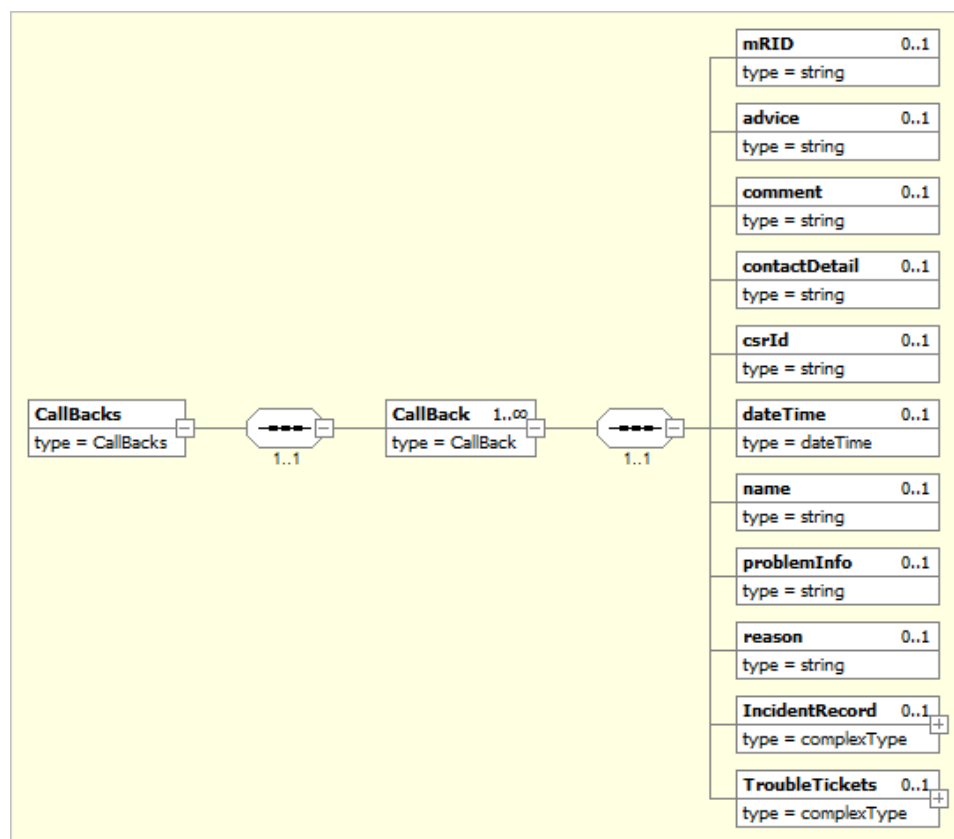 mRID 0..1
type = string
advice 0..1
type = string
comment 0..1
type = string
contactDetail 0..1
type = string
csrId 0..1
type = string
CallBacks
type = CallBacks
1..1
CallBack 1..∞
type = CallBack
1..1
dateTime 0..1
type = dateTime
name 0..1
type = string
problemInfo 0..1
type = string
reason 0..1
type = string
IncidentRecord 0..1
type = complexType
TroubleTickets 0..1
type = complexType